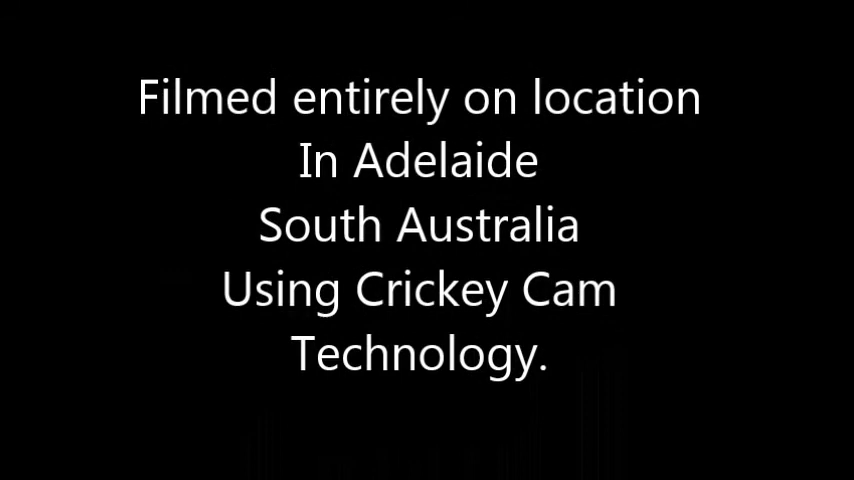 Filmed entirely on location
In Adelaide
South Australia
Using Crickey Cam
Technology.